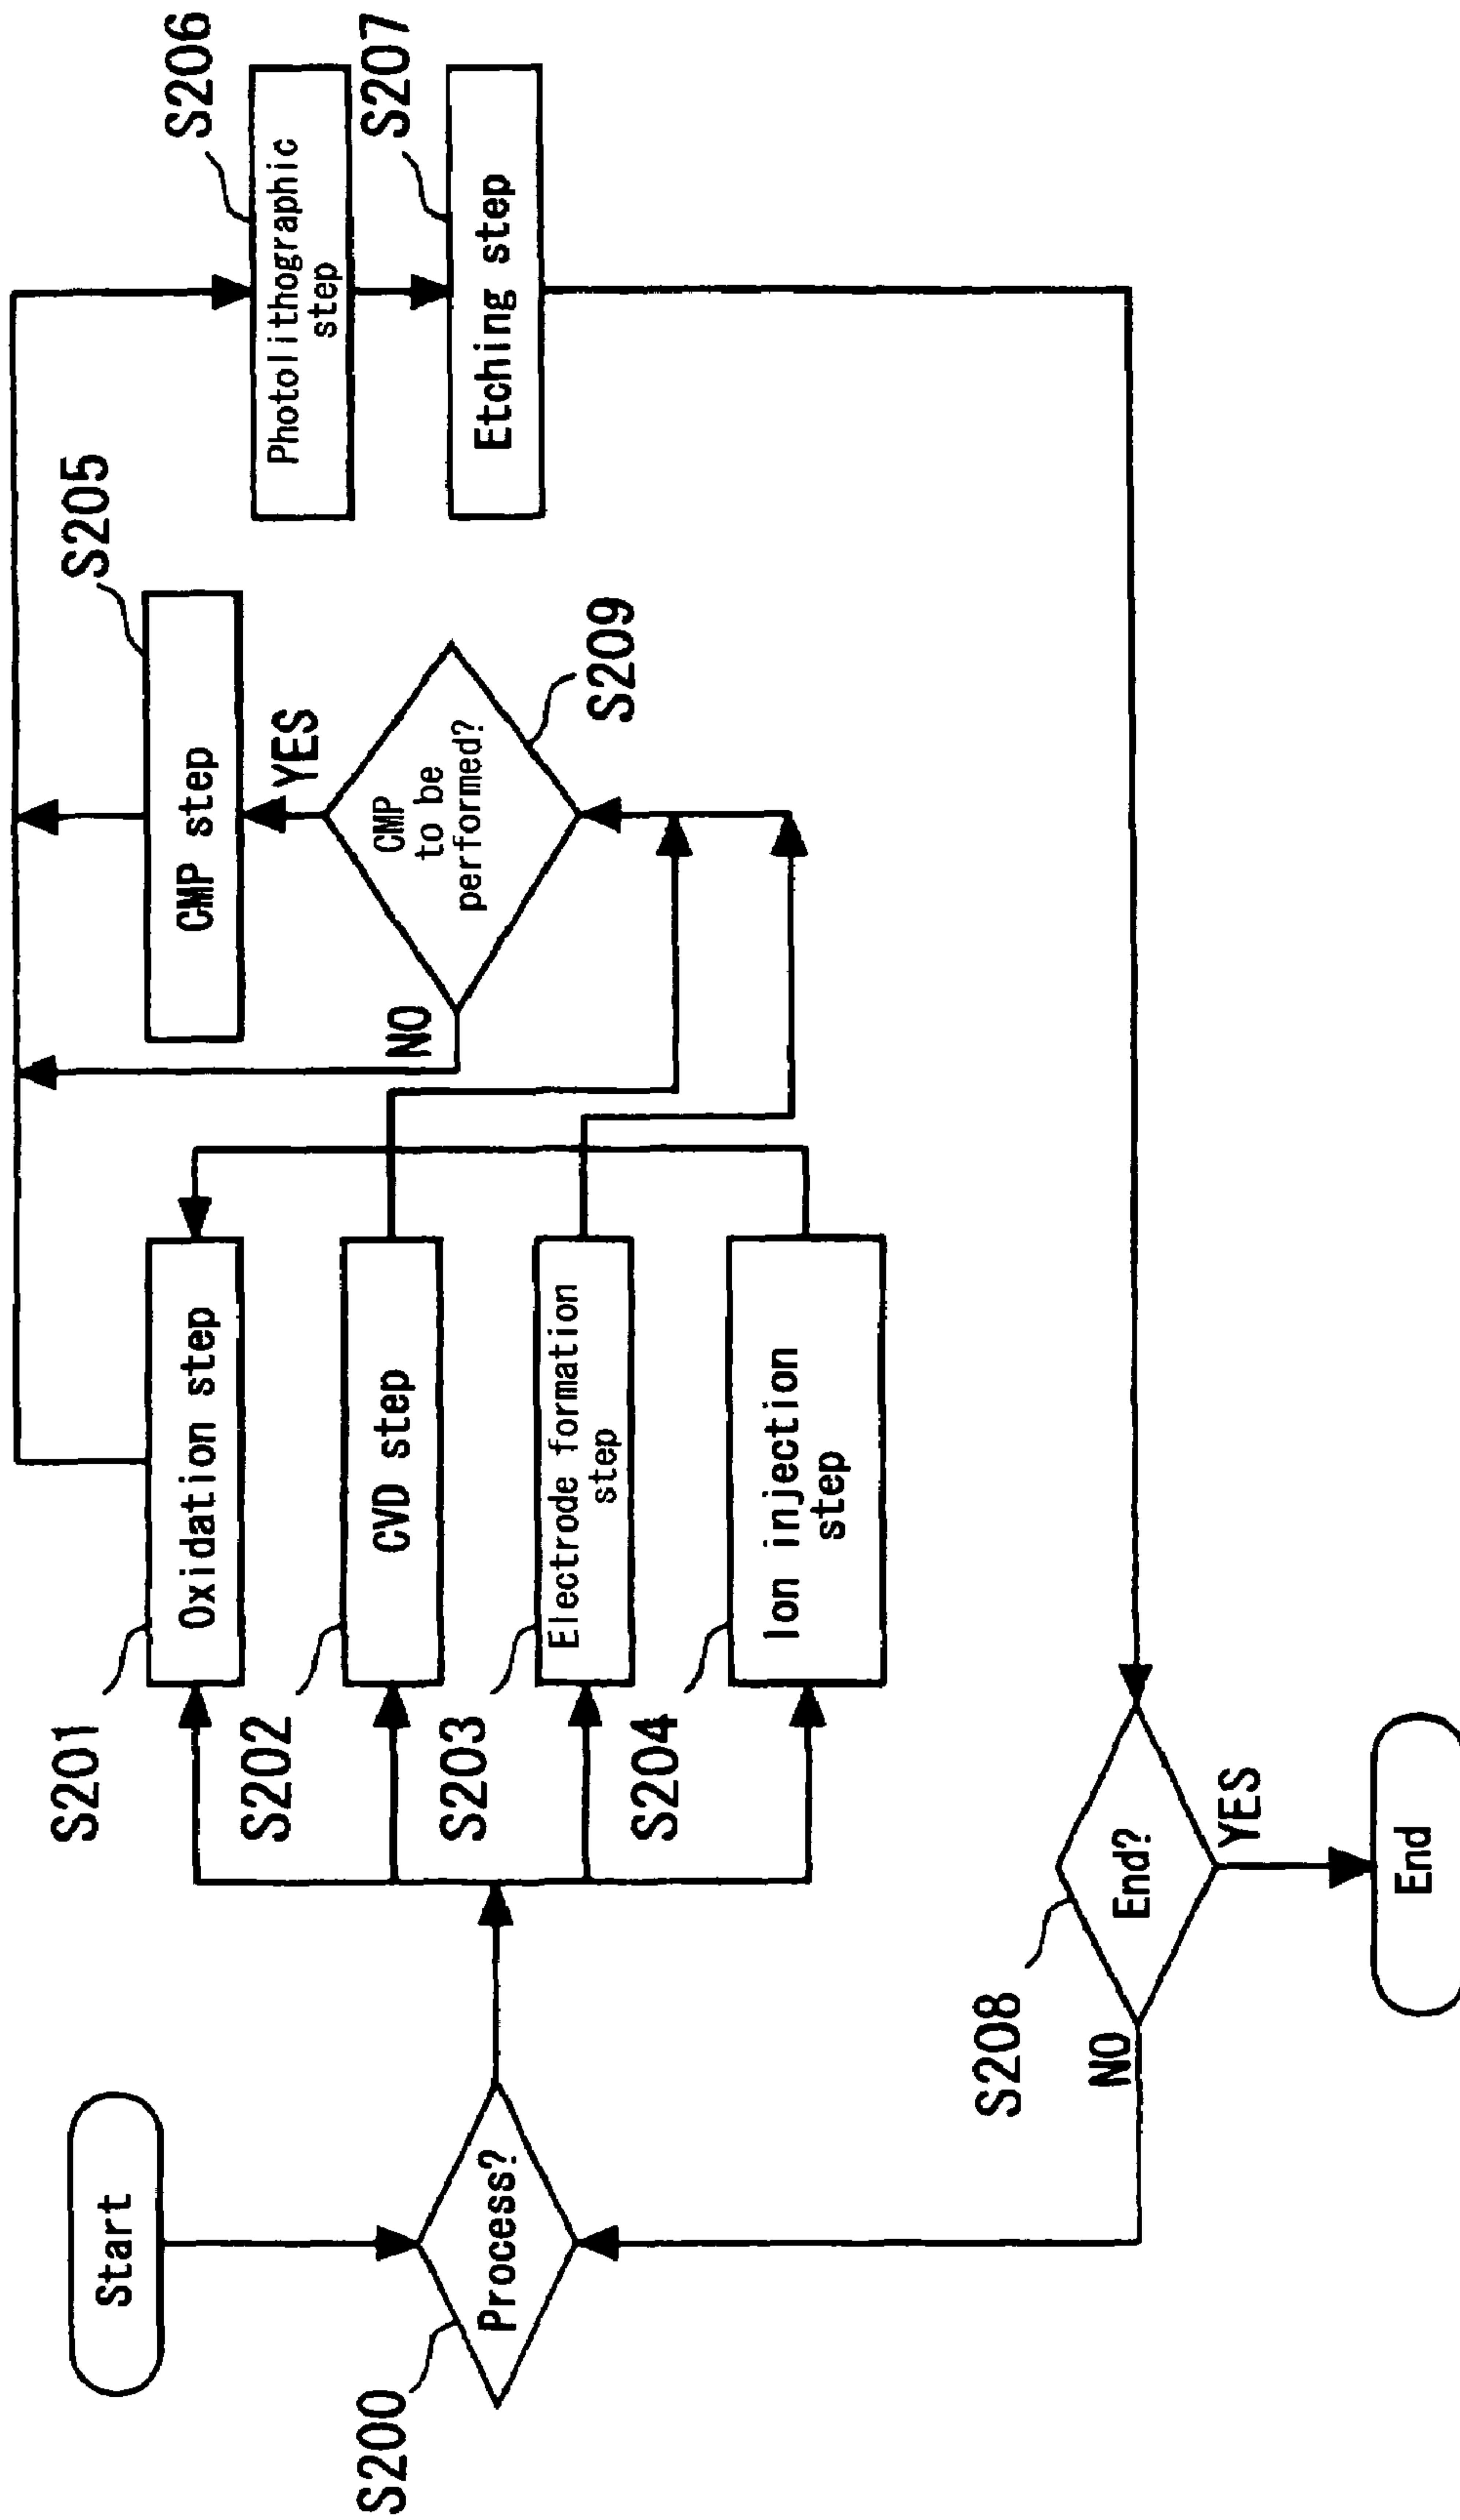 Start
S200
Process?
S201
Oxidation step
S202
CVD step
S203
Electrode formation
step
S204
Ion injection
step
S205
CMP step
YES
CMP
to be
performed?
NO
S209
S206
Photolithographic
step
S207
Etching step
S208
End?
NO
YES
End